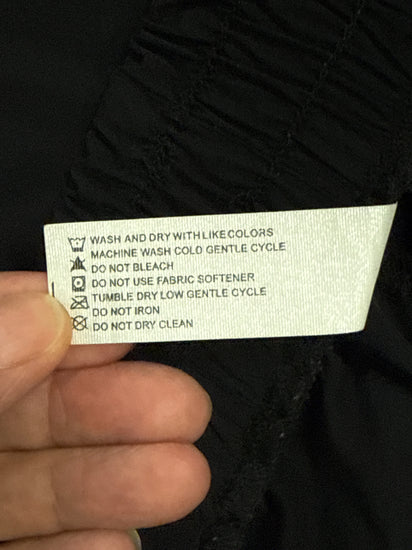 WASH AND DRY WITH LIKE COLORS
MACHINE WASH COLD GENTLE CYCLE
DO NOT BLEACH
DO NOT USE FABRIC SOFTENER
TUMBLE DRY LOW GENTLE CYCLE
DO NOT IRON
DO NOT DRY CLEAN